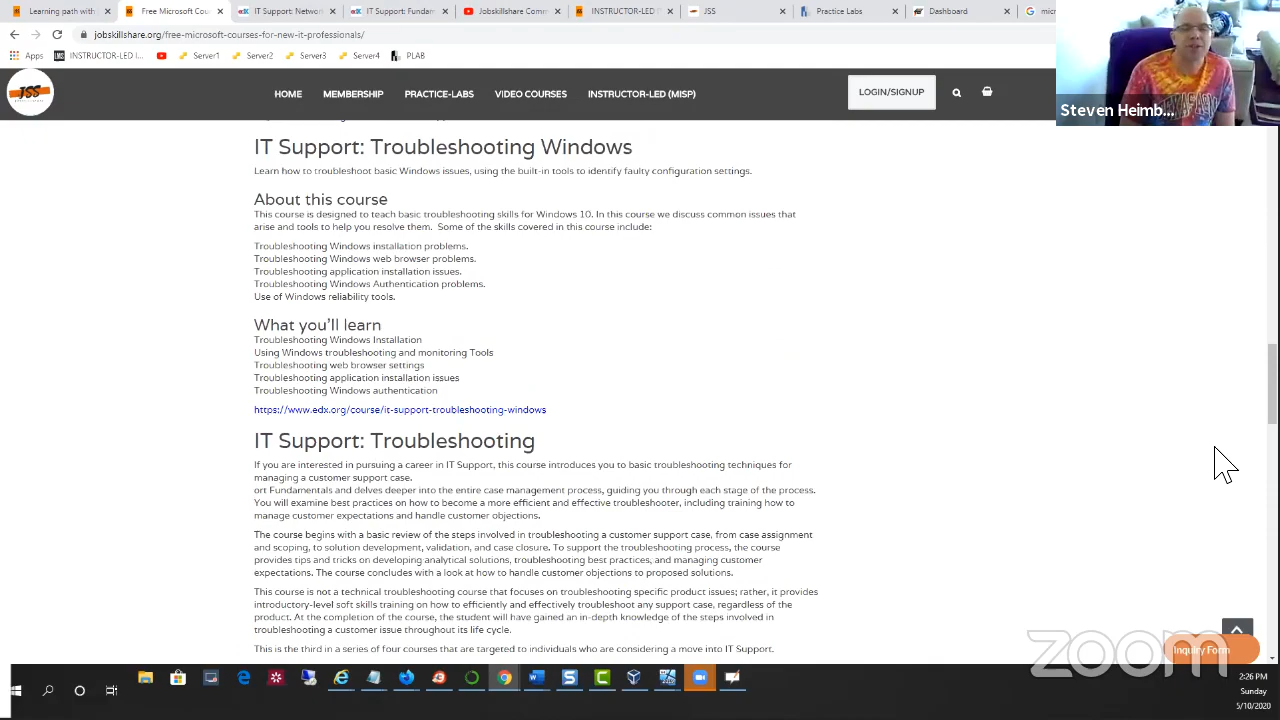 Learning path with
Free Microsoft Cou
IT Support: Netwo
IT Support: Fundam
Jobskillshare Comm
INSTRUCTOR-LED
JSS
Practice Labs
Dashboard
jobskillshare.org/free-microsoft-courses-for-new-it-professionals/
Apps
INSTRUCTOR-LED I...
Server1
Server2
Server3
Server4
PLAB
Steven Heimb...
JSS
HOME
MEMBERSHIP
PRACTICE-LABS
VIDEO COURSES
INSTRUCTOR-LED (MISP)
LOGIN/SIGNUP
IT Support: Troubleshooting Windows
Learn how to troubleshoot basic Windows issues, using the built-in tools to identify faulty configuration settings.
About this course
This course is designed to teach basic troubleshooting skills for Windows 10. In this course we discuss common issues that
arise and tools to help you resolve them. Some of the skills covered in this course include:
Troubleshooting Windows installation problems.
Troubleshooting Windows web browser problems.
Troubleshooting application installation issues.
Troubleshooting Windows Authentication problems.
Use of Windows reliability tools.
What you'll learn
Troubleshooting Windows Installation
Using Windows troubleshooting and monitoring Tools
Troubleshooting web browser settings
Troubleshooting application installation issues
Troubleshooting Windows authentication
https://www.edx.org/course/it-support-troubleshooting-windows
IT Support: Troubleshooting
If you are interested in pursuing a career in IT Support, this course introduces you to basic troubleshooting techniques for
managing a customer support case.
ort Fundamentals and delves deeper into the entire case management process, guiding you through each stage of the process.
You will examine best practices on how to become a more efficient and effective troubleshooter, including training how to
manage customer expectations and handle customer objections.
The course begins with a basic review of the steps involved in troubleshooting a customer support case, from case assignment
and scoping, to solution development, validation, and case closure. To support the troubleshooting process, the course
provides tips and tricks on developing analytical solutions, troubleshooting best practices, and managing customer
expectations. The course concludes with a look at how to handle customer objections to proposed solutions.
This course is not a technical troubleshooting course that focuses on troubleshooting specific product issues; rather, it provides
introductory-level soft skills training on how to efficiently and effectively troubleshoot any support case, regardless of the
product. At the completion of the course, the student will have gained an in-depth knowledge of the steps involved in
troubleshooting a customer issue throughout its life cycle.
This is the third in a series of four courses that are targeted to individuals who are considering a move into IT Support.
Inquiry Form
zoom
2:26 PM
Sunday
5/10/2020